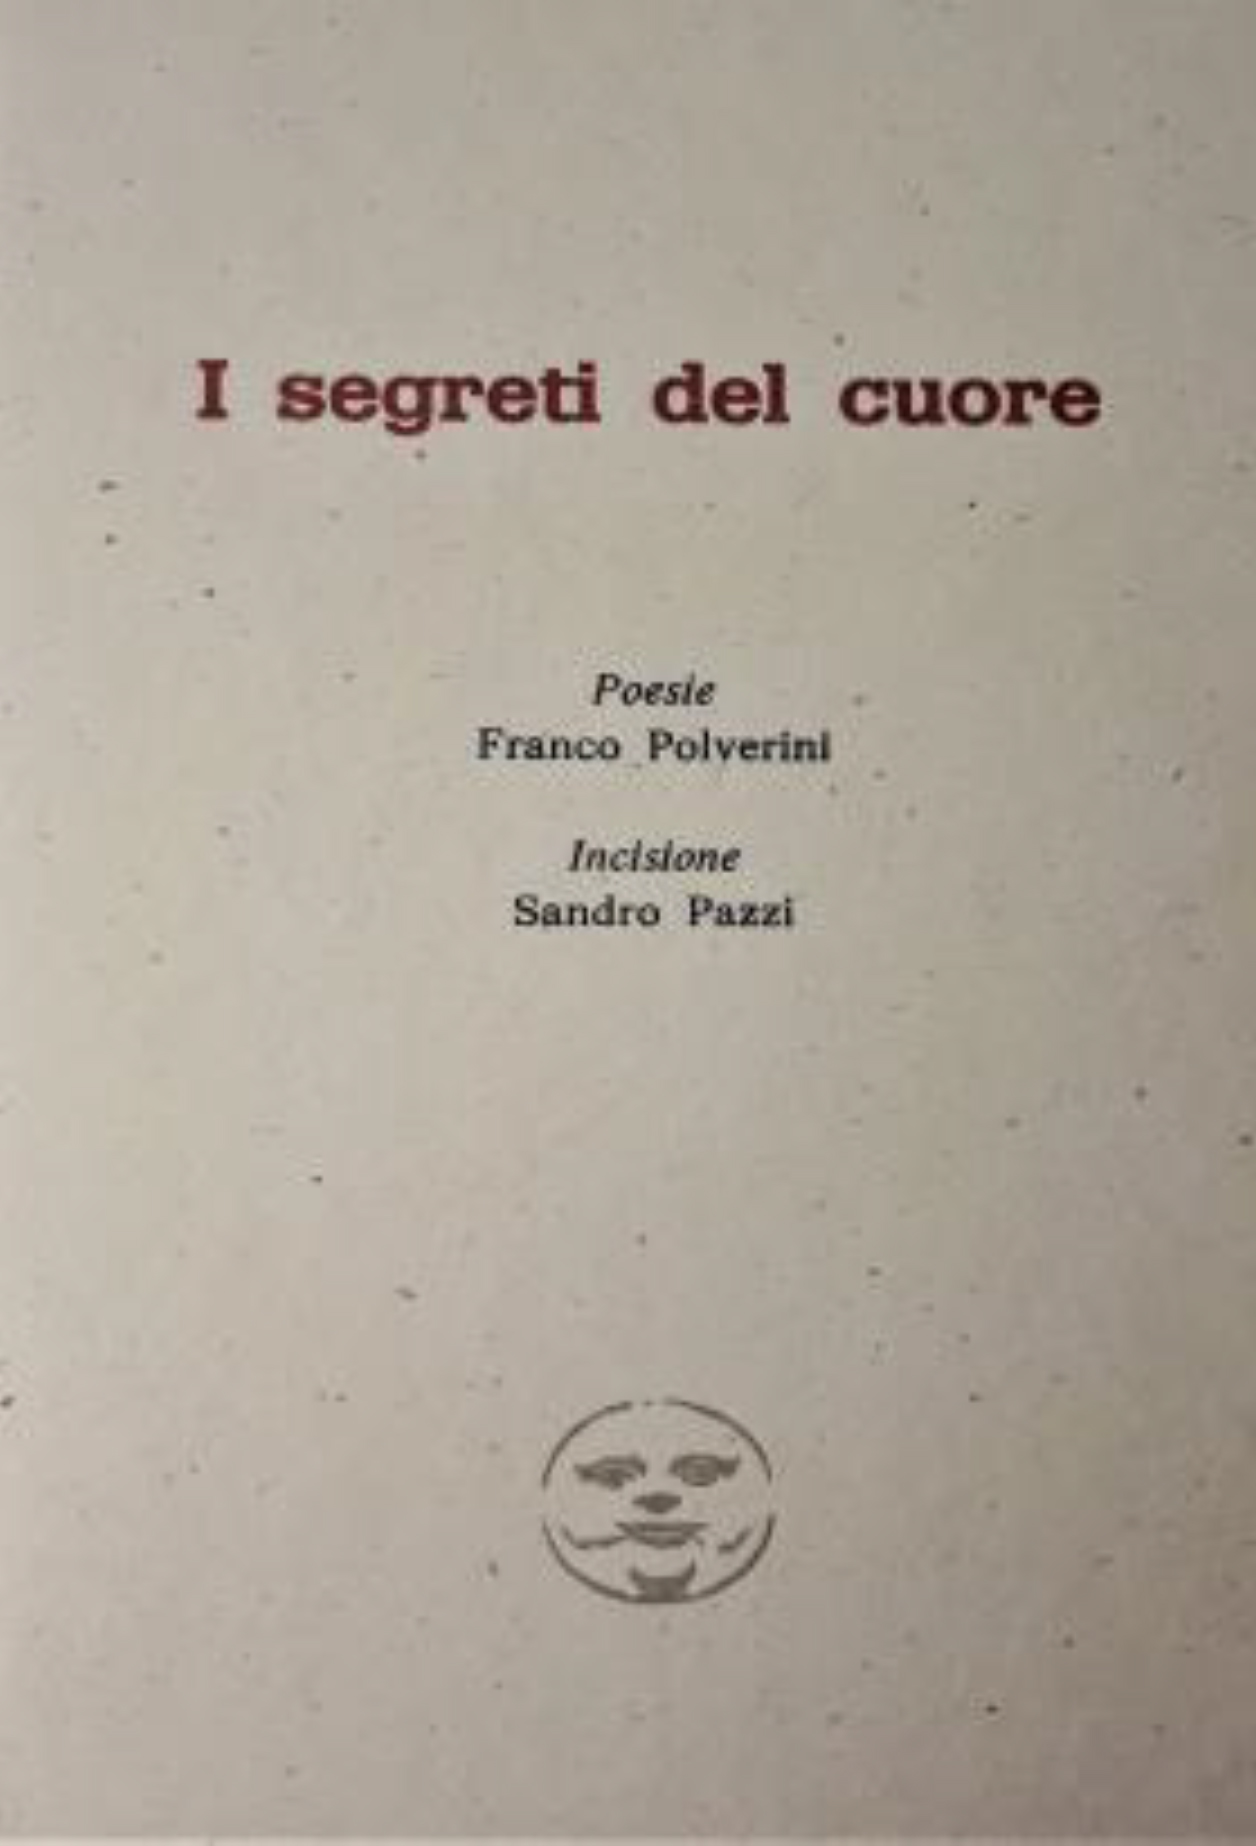 I segreti del cuore
Poesie
Franco Polverini
Incisione
Sandro Pazzi